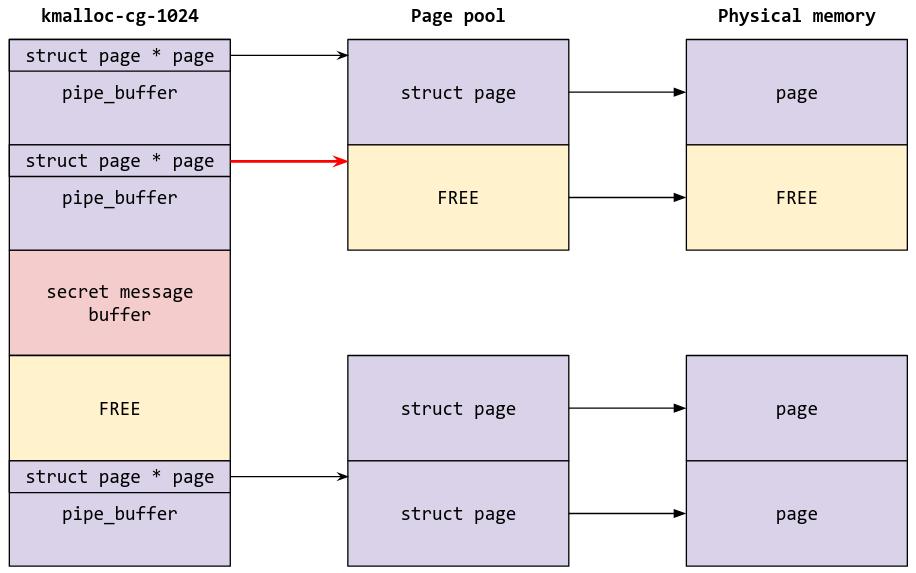 kmalloc-cg-1024
Page pool
Physical memory
struct page * page
pipe_buffer
struct page
page
struct page * page
pipe_buffer
FREE
FREE
secret message
buffer
FREE
struct page
page
struct page * page
pipe_buffer
struct page
page